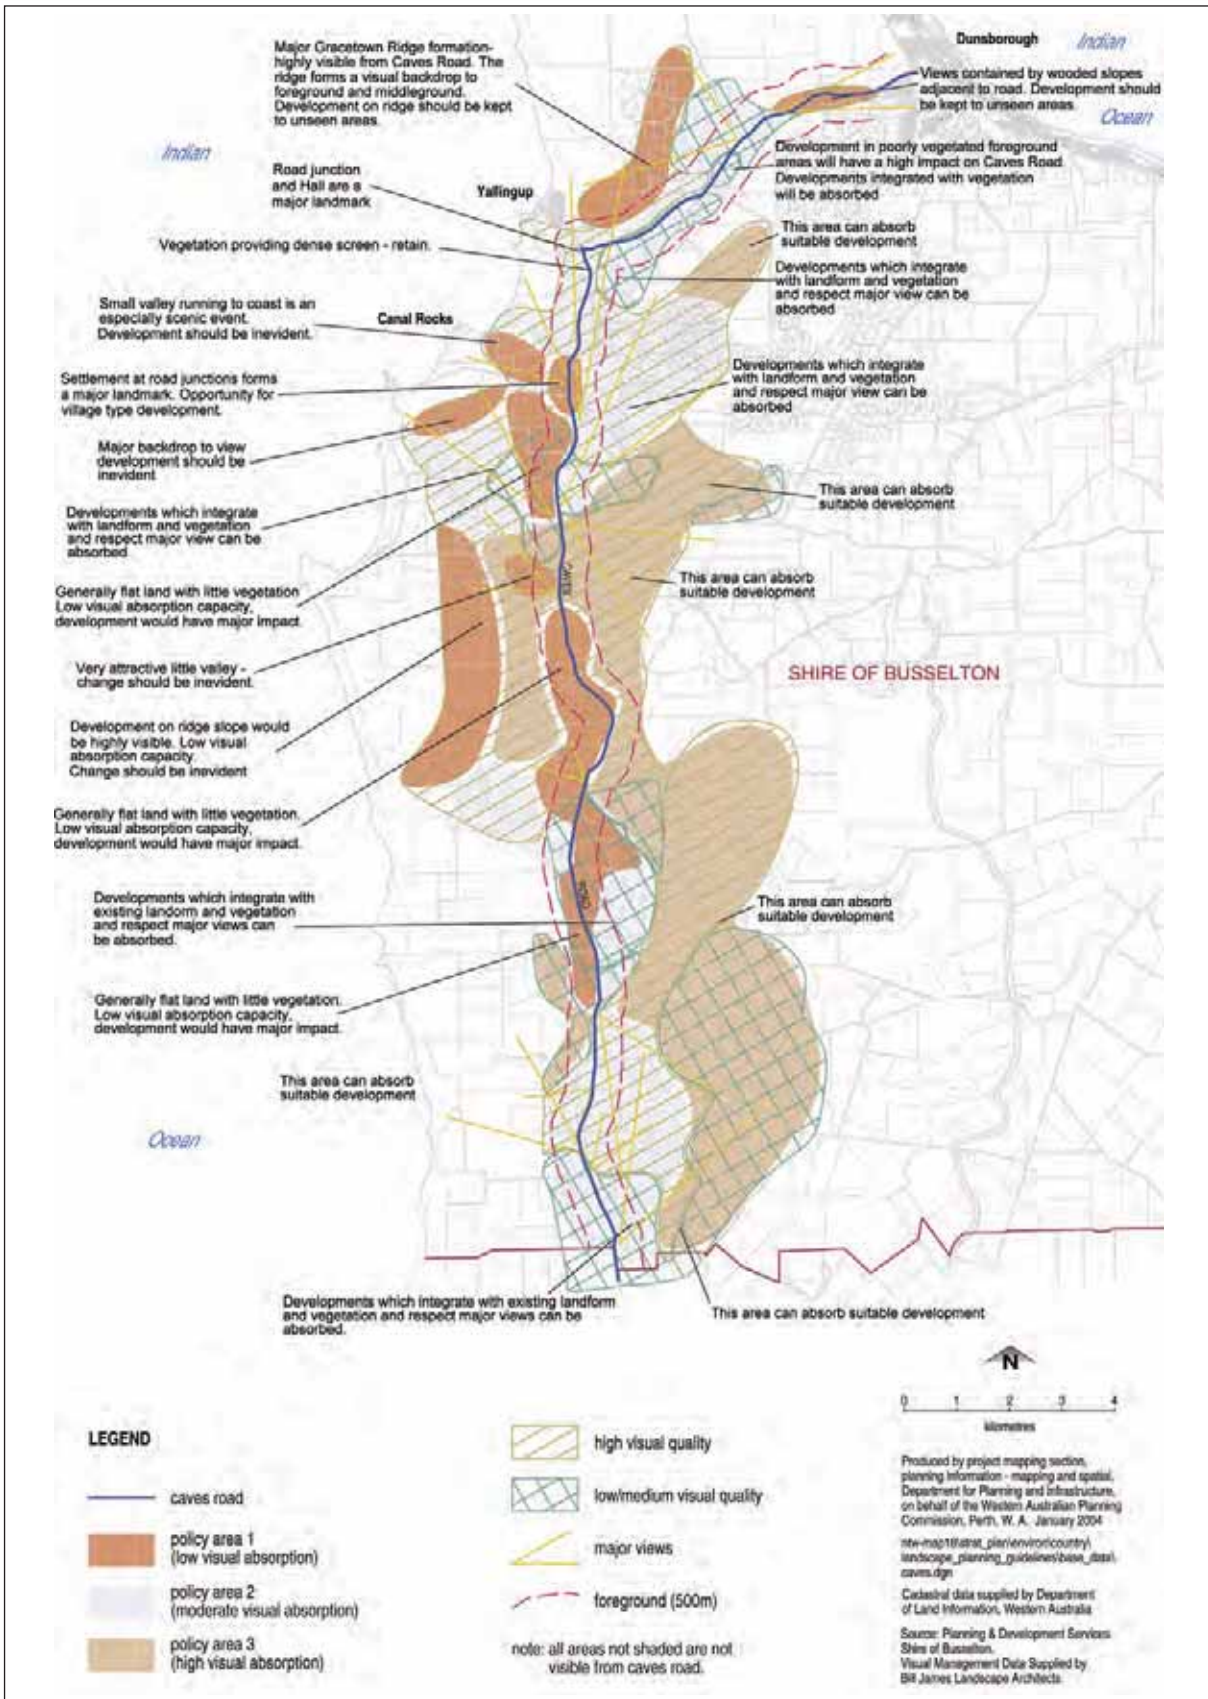 Major Gracetown Ridge formation-
highly visible from Caves Road. The
ridge forms a visual backdrop to
foreground and middleground.
Development on ridge should be kept
to unseen areas.
Dunsborough
Indian
Views contained by wooded slopes
adjacent to road. Development should
be kept to unseen areas.
Ocean
Indian
Development in poorly vegetated foreground
areas will have a high impact on Caves Road.
Developments integrated with vegetation
will be absorbed
Road junction
and Hall are a
major landmark
Yallingup
This area can absorb
suitable development
Vegetation providing dense screen - retain.
Developments which integrate
with landform and vegetation
and respect major view can be
absorbed
Small valley running to coast is an
especially scenic event.
Development should be inevident.
Canal Rocks
Developments which integrate
with landform and vegetation
and respect major view can be
absorbed
Settlement at road junctions forms
a major landmark. Opportunity for
village type development.
Major backdrop to view
development should be
inevident
This area can absorb
suitable development
Developments which integrate
with landform and vegetation
and respect major view can be
absorbed
CAVES
This area can absorb
suitable development
Generally flat land with little vegetation
Low visual absorption capacity,
development would have major impact.
Very attractive little valley -
change should be inevident.
SHIRE OF BUSSELTON
Development on ridge slope would
be highly visible. Low visual
absorption capacity.
Change should be inevident
Generally flat land with little vegetation.
Low visual absorption capacity,
development would have major impact.
ROAD
Developments which integrate with
existing landorm and vegetation
and respect major views can
be absorbed.
This area can absorb
suitable development
Generally flat land with little vegetation.
Low visual absorption capacity,
development would have major impact.
This area can absorb
suitable development
Ocean
Developments which integrate with existing landform
and vegetation and respect major views can be
absorbed.
This area can absorb suitable development
N
0 1 2 3 4
kilometres
LEGEND
caves road
policy area 1
(low visual absorption)
policy area 2
(moderate visual absorption)
policy area 3
(high visual absorption)
high visual quality
low/medium visual quality
major views
foreground (500m)
note: all areas not shaded are not
visible from caves road.
Produced by project mapping section,
planning information - mapping and spatial,
Department for Planning and Infrastructure,
on behalf of the Western Australian Planning
Commission, Perth, W. A. January 2004
landscape_planning_guidelines\base_data\
caves.dgn
Cadastral data supplied by Department
of Land Information, Western Australia
Source: Planning & Development Services
Shire of Busselton.
Visual Management Data Supplied by
Bill James Landscape Architects